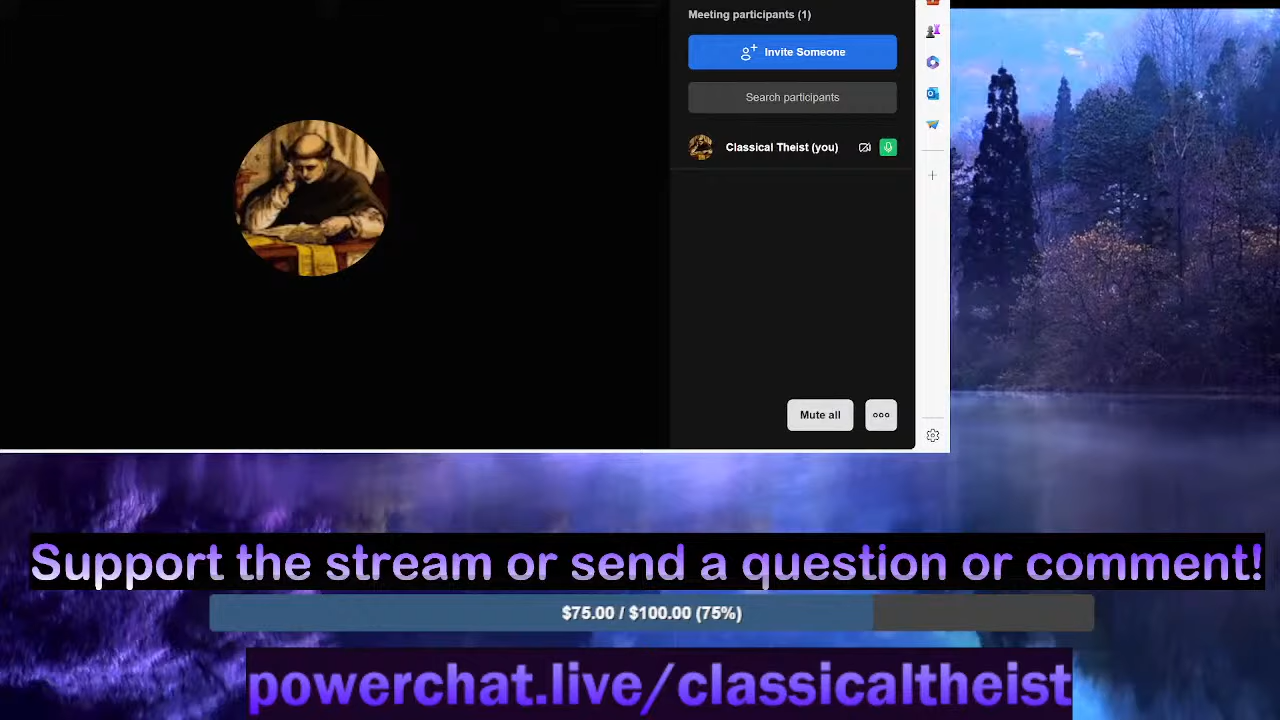 Meeting participants (1)
Invite Someone
Search participants
Classical Theist (you)
Mute all
Support the stream or send a question or comment!
$75.00 / $100.00 (75%)
powerchat.live/classicaltheist